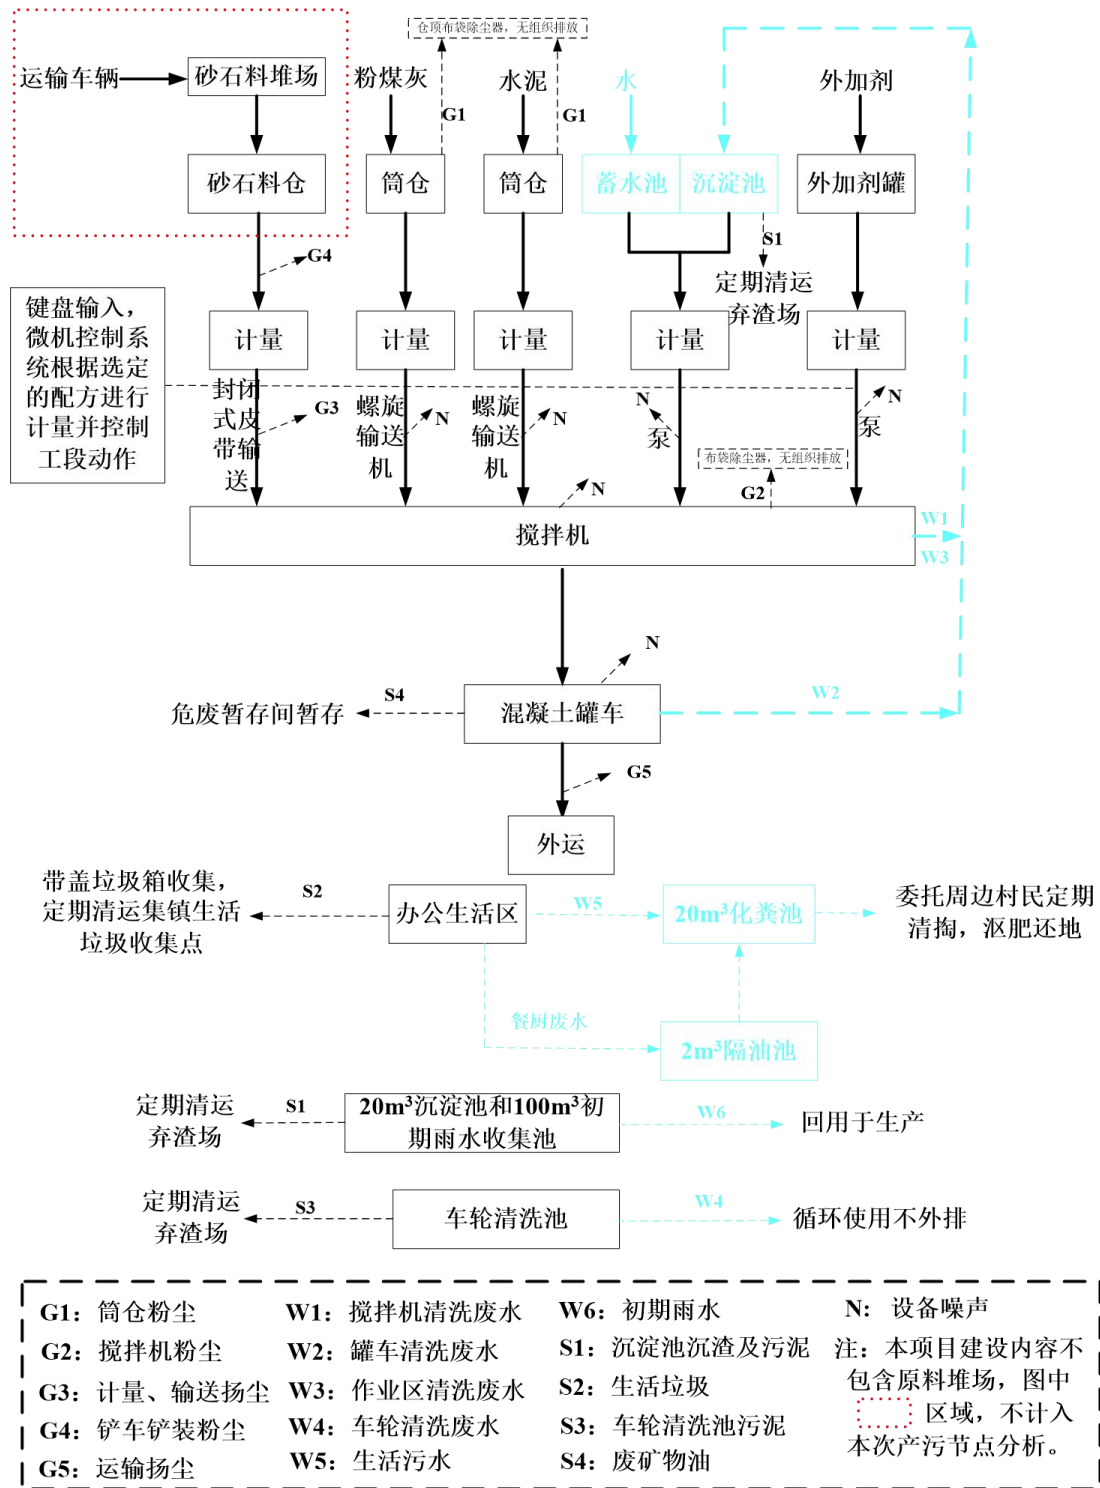 仓顶布袋除尘器，无组织排放
运输车辆
砂石料堆场
粉煤灰
水泥
水
外加剂
G1
G1
砂石料仓
筒仓
筒仓
蓄水池
沉淀池
外加剂罐
G4
S1
定期清运
弃渣场
键盘输入，
微机控制系
统根据选定
的配方进行
计量并控制
工段动作
计量
计量
计量
计量
计量
封闭
式皮
带输
送
G3
螺旋
输送
机
N
螺旋
输送
机
N
N
泵
N
泵
布袋除尘器，无组织排放
N
G2
搅拌机
W1
W3
N
危废暂存间暂存
S4
混凝土罐车
W2
G5
外运
带盖垃圾箱收集，
定期清运集镇生活
垃圾收集点
S2
办公生活区
W5
20m³化粪池
委托周边村民定期
清掏，沤肥还地
餐厨废水
2m³隔油池
定期清运
弃渣场
S1
20m³沉淀池和100m³初
期雨水收集池
W6
回用于生产
定期清运
弃渣场
S3
车轮清洗池
W4
循环使用不外排
G1：筒仓粉尘
G2：搅拌机粉尘
G3：计量、输送扬尘
G4：铲车铲装粉尘
G5：运输扬尘
W1：搅拌机清洗废水
W2：罐车清洗废水
W3：作业区清洗废水
W4：车轮清洗废水
W5：生活污水
W6：初期雨水
S1：沉淀池沉渣及污泥
S2：生活垃圾
S3：车轮清洗池污泥
S4：废矿物油
N：设备噪声
注：本项目建设内容不
包含原料堆场，图中
区域，不计入
本次产污节点分析。